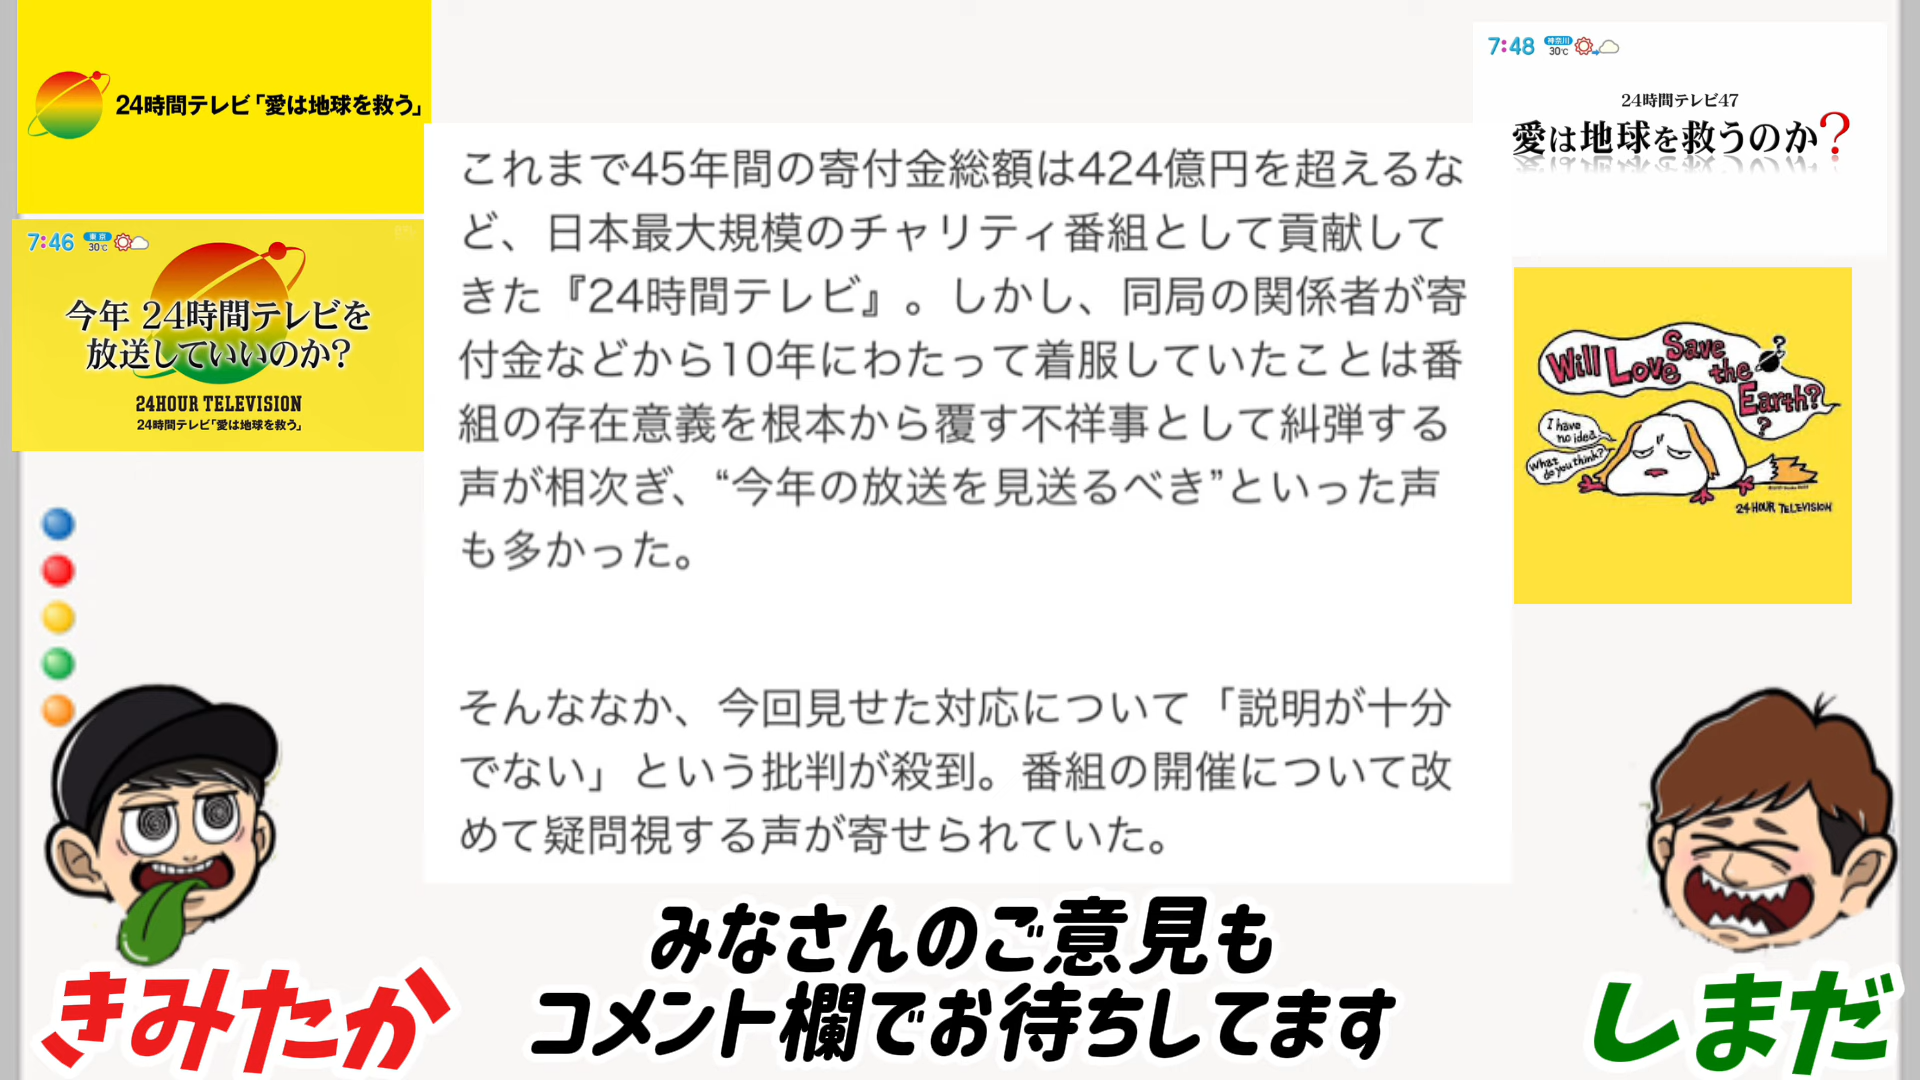 24時間テレビ「愛は地球を救う」
7:46
東京
30℃
今年 24時間テレビを
放送していいのか?
24HOUR TELEVISION
24時間テレビ「愛は地球を救う」
これまで45年間の寄付金総額は424億円を超えるな
ど、日本最大規模のチャリティ番組として貢献して
きた『24時間テレビ』。しかし、同局の関係者が寄
付金などから10年にわたって着服していたことは番
組の存在意義を根本から覆す不祥事として糾弾する
声が相次ぎ、“今年の放送を見送るべき”といった声
も多かった。
そんななか、今回見せた対応について「説明が十分
でない」という批判が殺到。番組の開催について改
めて疑問視する声が寄せられていた。
7:48
神奈川
30℃
24時間テレビ47
愛は地球を救うのか?
Will Love Save
the
Earth?
?
?
I have
no idea.
What
do you think?
24 HOUR TELEVISION
みなさんのご意見も
コメント欄でお待ちしてます
きみたか
しまだ